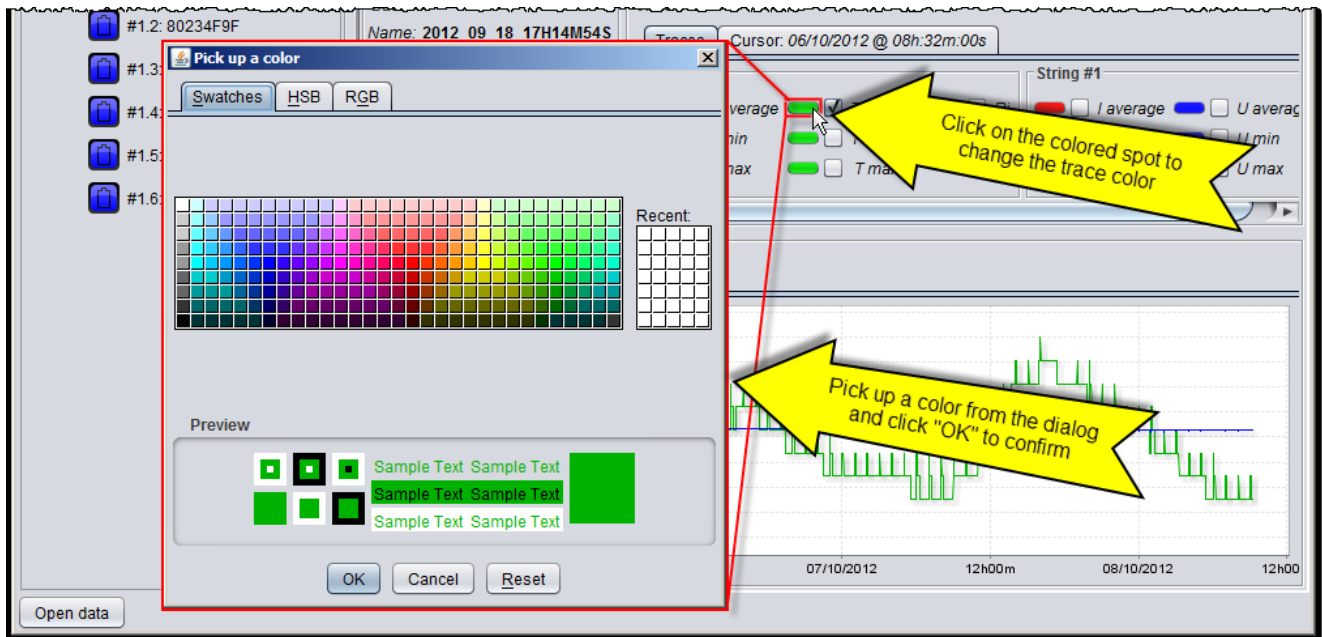 #1.2: 80234F9F
Name: 2012_09_18_17H14M54S
Traces
Cursor: 06/10/2012 @ 08h:32m:00s
#1.3:
#1.4:
#1.5:
#1.6:
Pick up a color
Swatches
HSB
RGB
Recent:
Preview
Sample Text Sample Text
Sample Text Sample Text
Sample Text Sample Text
OK
Cancel
Reset
String #1
I average
U averag
U min
T ma
U max
Click on the colored spot to
change the trace color
Pick up a color from the dialog
and click "OK" to confirm
07/10/2012
12h00m
08/10/2012
12h00
Open data